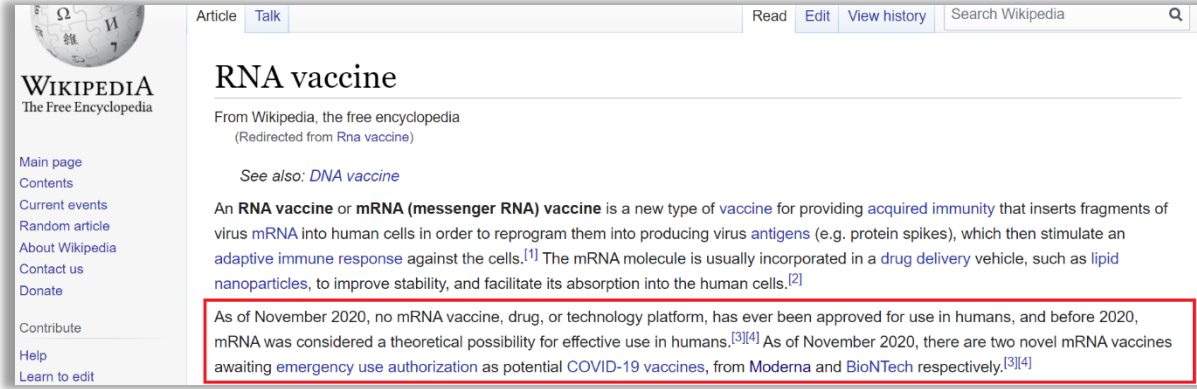 Article Talk Read Edit View history Search Wikipedia
Ω И
維 7
WIKIPEDIA
The Free Encyclopedia
Main page
Contents
Current events
Random article
About Wikipedia
Contact us
Donate
Contribute
Help
Learn to edit
RNA vaccine
From Wikipedia, the free encyclopedia
(Redirected from Rna vaccine)
See also: DNA vaccine
An RNA vaccine or mRNA (messenger RNA) vaccine is a new type of vaccine for providing acquired immunity that inserts fragments of
virus mRNA into human cells in order to reprogram them into producing virus antigens (e.g. protein spikes), which then stimulate an
adaptive immune response against the cells.[1] The mRNA molecule is usually incorporated in a drug delivery vehicle, such as lipid
nanoparticles, to improve stability, and facilitate its absorption into the human cells.[2]
As of November 2020, no mRNA vaccine, drug, or technology platform, has ever been approved for use in humans, and before 2020,
mRNA was considered a theoretical possibility for effective use in humans.[3][4] As of November 2020, there are two novel mRNA vaccines
awaiting emergency use authorization as potential COVID-19 vaccines, from Moderna and BioNTech respectively.[3][4]